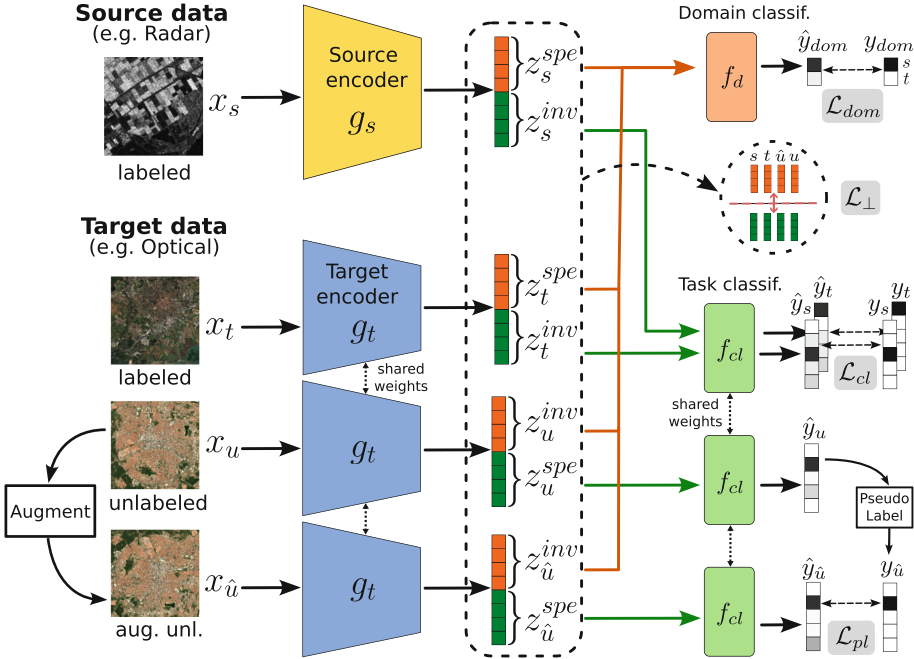 Source data
(e.g. Radar)
x_s
labeled
Source
encoder
g_s
z_s^{spe}
z_s^{inv}
Domain classif.
f_d
ŷ_{dom} y_{dom}
s
t
ℒ_{dom}
s t û u
ℒ_⊥
Target data
(e.g. Optical)
x_t
labeled
Target
encoder
g_t
shared
weights
z_t^{spe}
z_t^{inv}
Task classif.
f_{cl}
ŷ_t y_t
ŷ_s y_s
ℒ_{cl}
shared
weights
x_u
unlabeled
g_t
z_u^{inv}
z_u^{spe}
f_{cl}
ŷ_u
Pseudo
Label
Augment
x_û
aug. unl.
g_t
z_û^{inv}
z_û^{spe}
f_{cl}
ŷ_û y_û
ℒ_{pl}